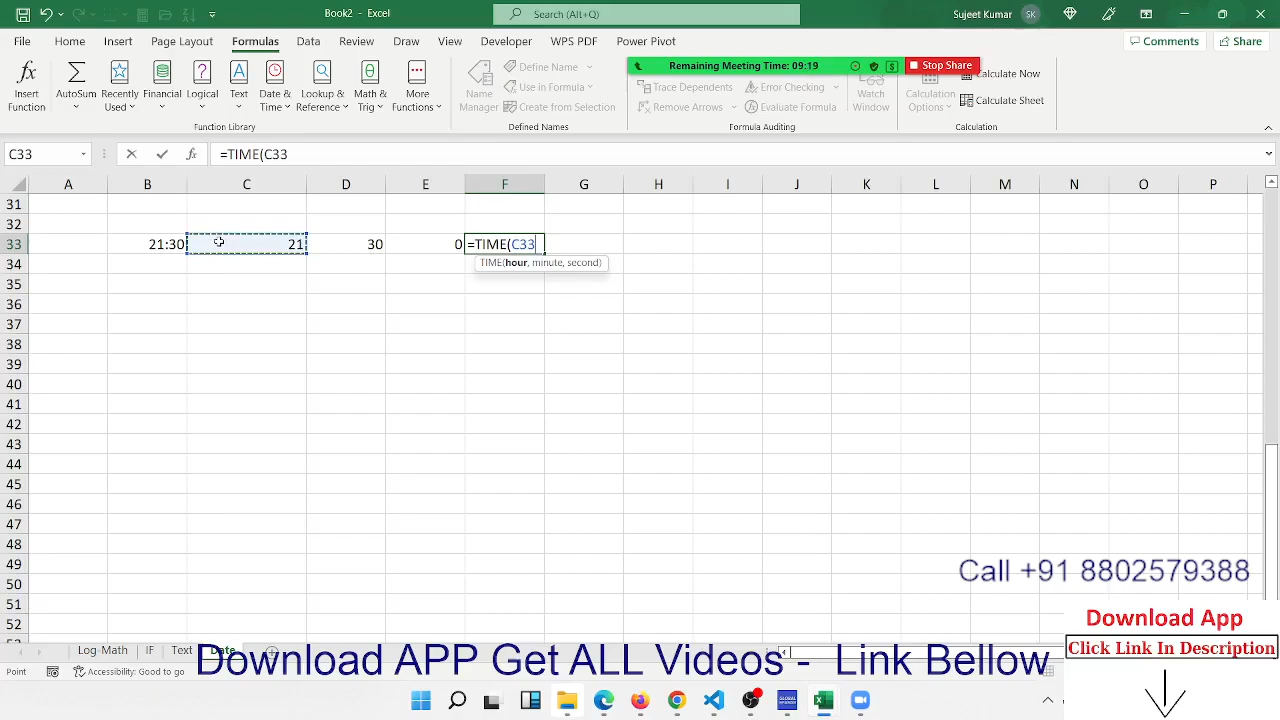 Book2 - Excel
Search (Alt+Q)
Sujeet Kumar SK
File Home Insert Page Layout Formulas Data Review View Draw Developer WPS PDF Power Pivot
Comments Share
Remaining Meeting Time: 09:19 Stop Share
Insert Function
AutoSum
Recently Used
Logical
Text
Date & Time
Lookup & Reference
Math & Trig
More Functions
Function Library
Name Manager
Define Name
Use in Formula
Create from Selection
Defined Names
Trace Dependents
Remove Arrows
Error Checking
Evaluate Formula
Formula Auditing
Watch Window
Calculation Options
Calculate Now
Calculate Sheet
Calculation
C33 fx =TIME(C33
A B C D E F G H I J K L M N O P
31
32
33 21:30 21 30 0 =TIME(C33
TIME(hour, minute, second)
34
35
36
37
38
39
40
41
42
43
44
45
46
47
48
49
50
51
52
Call +91 8802579388
Download App
Click Link In Description
Log-Math IF Text Date
Download APP Get ALL Videos - Link Bellow
Point Accessibility: Good to go